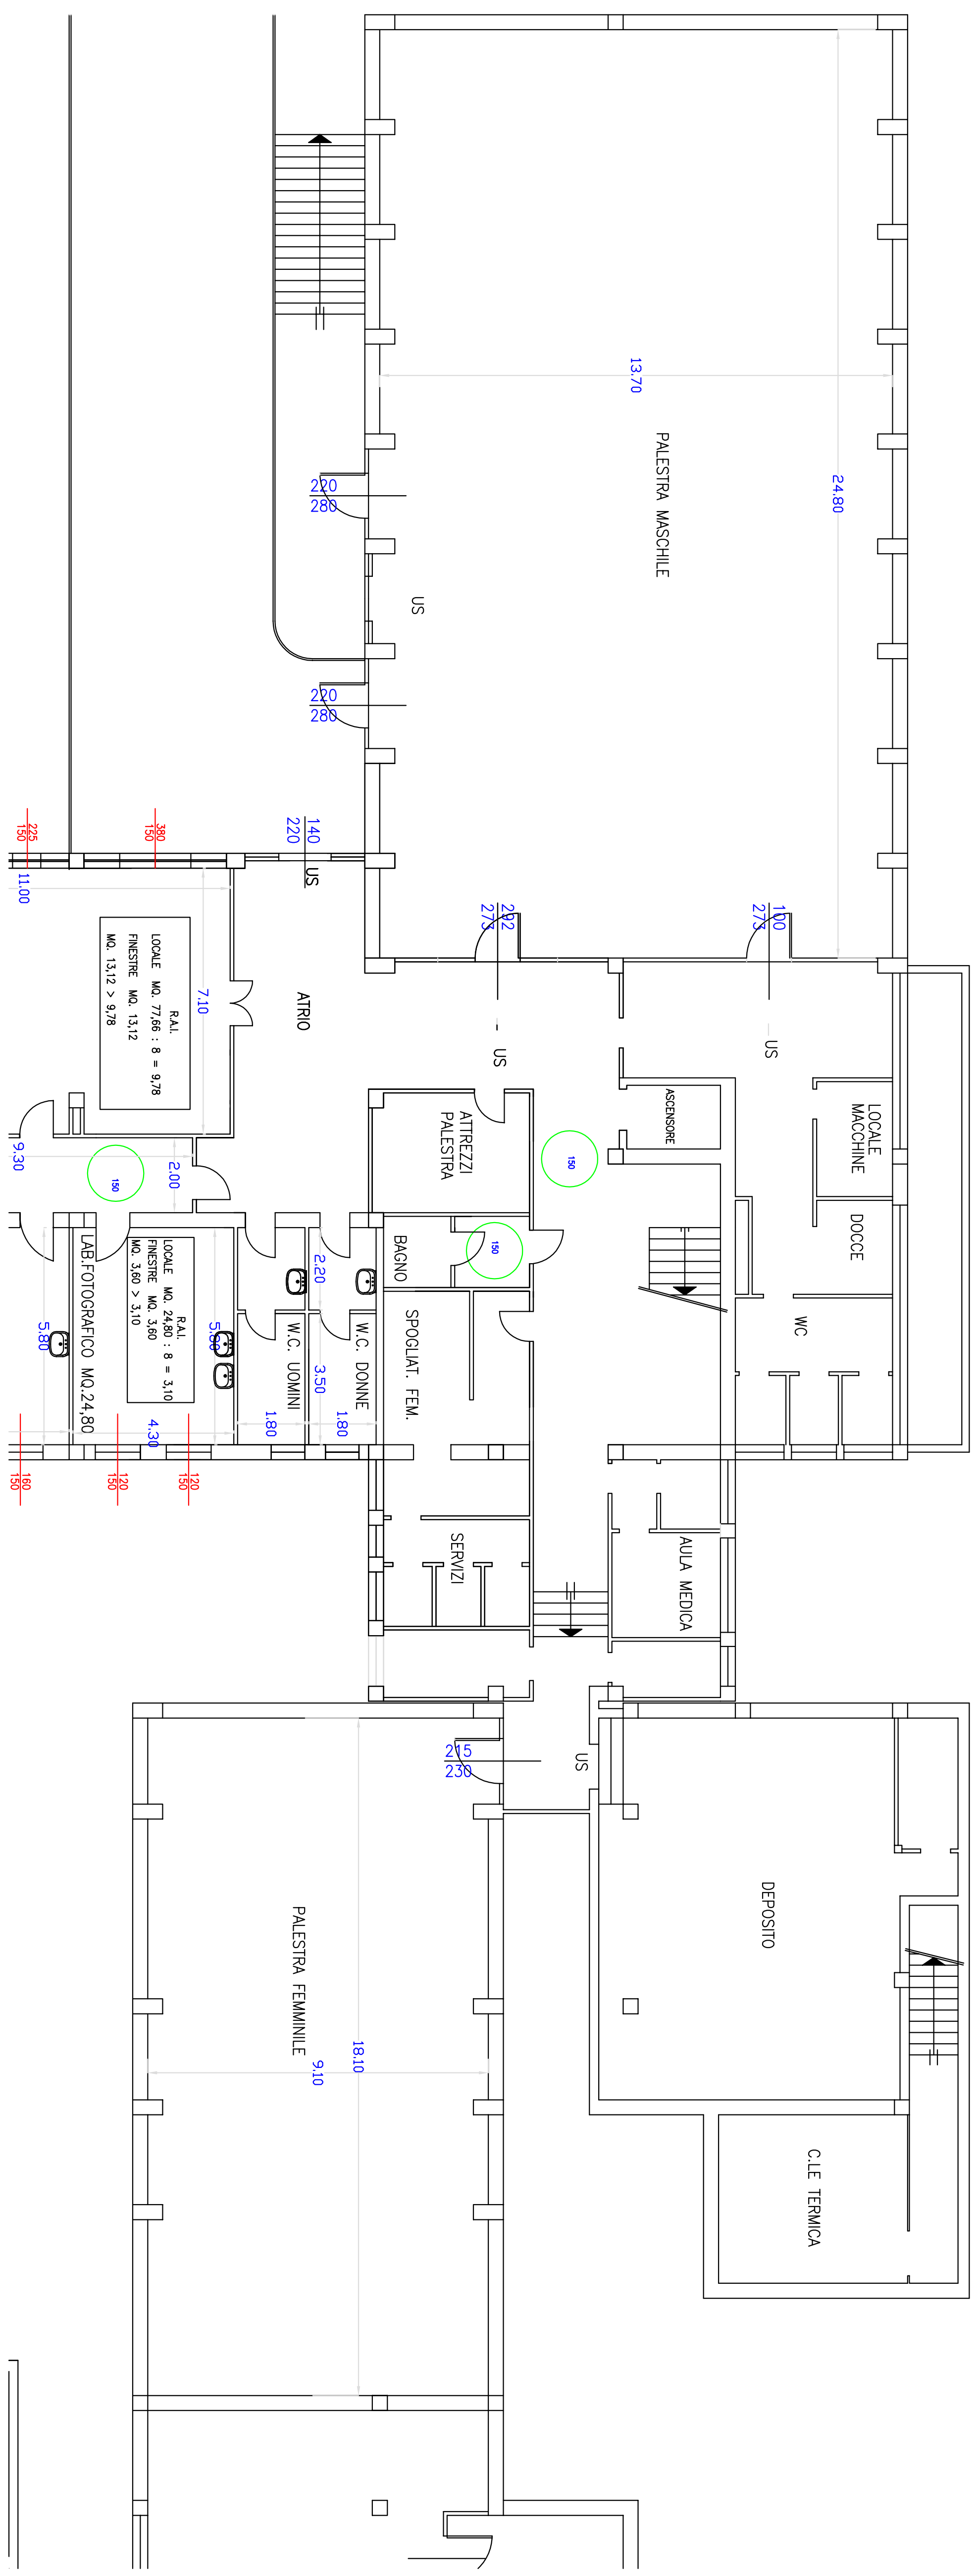 13.70
24.80
PALESTRA MASCHILE
220
280
US
220
280
140
220
US
225
150
380
150
11.00
7.10
R.A.I.
LOCALE MQ. 77,66 : 8 = 9,78
FINESTRE MQ. 13,12
MQ. 13,12 > 9,78
ATRIO
292
273
US
100
273
US
ASCENSORE
LOCALE
MACCHINE
DOCCE
WC
ATTREZZI
PALESTRA
150
150
BAGNO
SPOGLIAT. FEM.
9.30
2.00
150
2.20
3.50
W.C. DONNE
W.C. UOMINI
1.80
1.80
5.80
5.80
LAB.FOTOGRAFICO MQ.24,80
R.A.I.
LOCALE MQ. 24,80 : 8 = 3,10
FINESTRE MQ. 3,60
MQ. 3,60 > 3,10
4.30
160
150
120
150
120
150
SERVIZI
AULA MEDICA
215
230
US
DEPOSITO
PALESTRA FEMMINILE
18.10
9.10
C.LE TERMICA